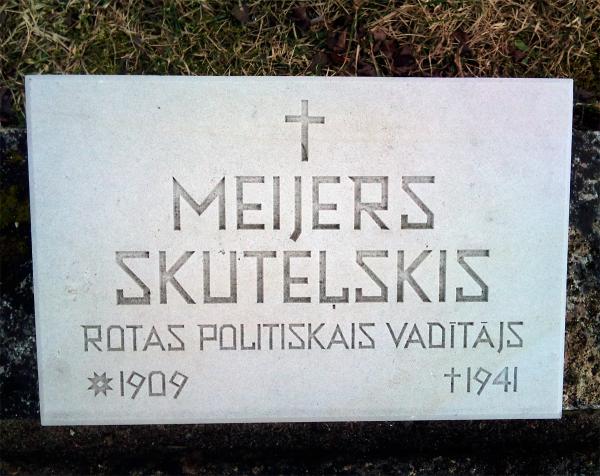 MEIJERS
SKUTEĻSKIS
ROTAS POLITISKAIS VADĪTĀJS
1909 †1941